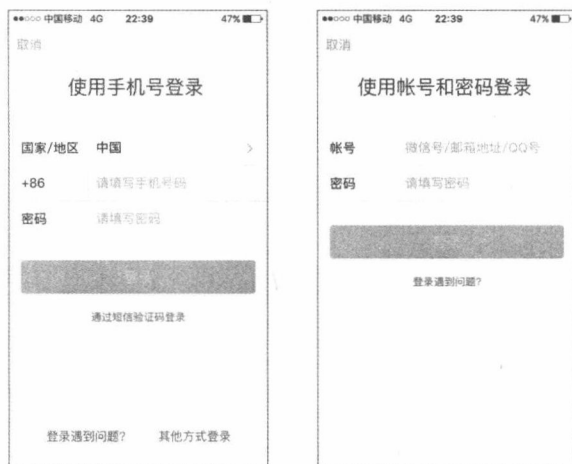 中国移动 4G 22:39 47%
取消
使用手机号登录
国家/地区 中国
+86 请填写手机号码
密码 请填写密码
通过短信验证码登录
登录遇到问题? 其他方式登录
中国移动 4G 22:39 47%
取消
使用帐号和密码登录
帐号 微信号/邮箱地址/QQ号
密码 请填写密码
登录遇到问题?